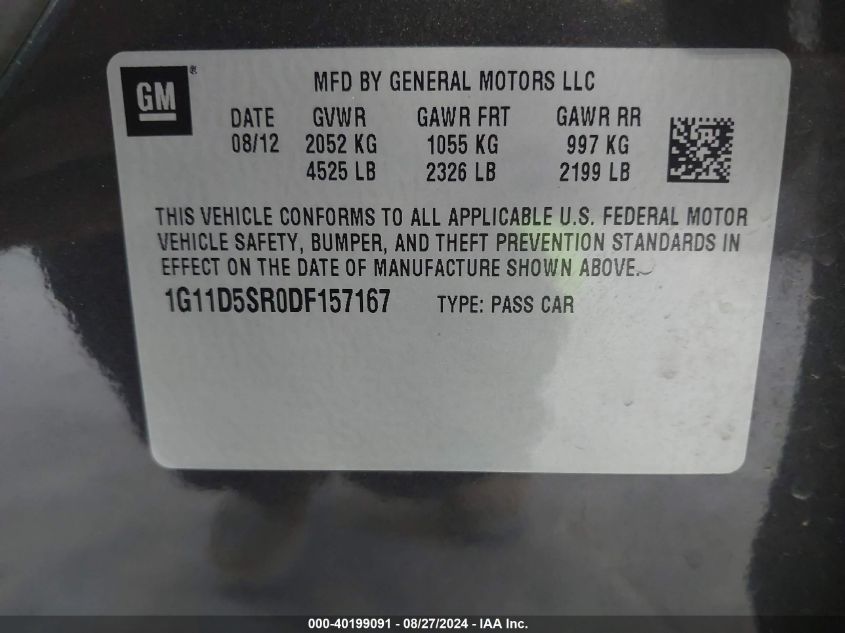 GM ®
MFD BY GENERAL MOTORS LLC
DATE GVWR GAWR FRT GAWR RR
08/12 2052 KG 1055 KG 997 KG
4525 LB 2326 LB 2199 LB
THIS VEHICLE CONFORMS TO ALL APPLICABLE U.S. FEDERAL MOTOR
VEHICLE SAFETY, BUMPER, AND THEFT PREVENTION STANDARDS IN
EFFECT ON THE DATE OF MANUFACTURE SHOWN ABOVE.
1G11D5SR0DF157167 TYPE: PASS CAR
000-40199091 - 08/27/2024 - IAA Inc.